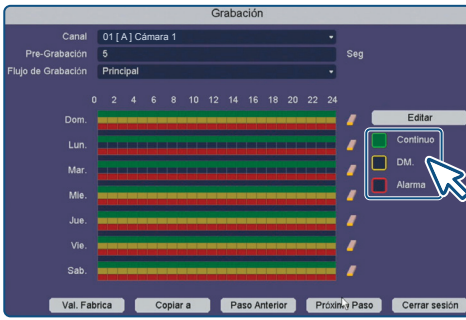 Grabación
Canal 01 [ A ] Cámara 1
Pre-Grabación 5 Seg
Flujo de Grabación Principal
0 2 4 6 8 10 12 14 16 18 20 22 24
Dom. Editar
Lun. Continuo
DM.
Mar. Alarma
Mie.
Jue.
Vie.
Sab.
Val. Fabrica Copiar a Paso Anterior Próximo Paso Cerrar sesión